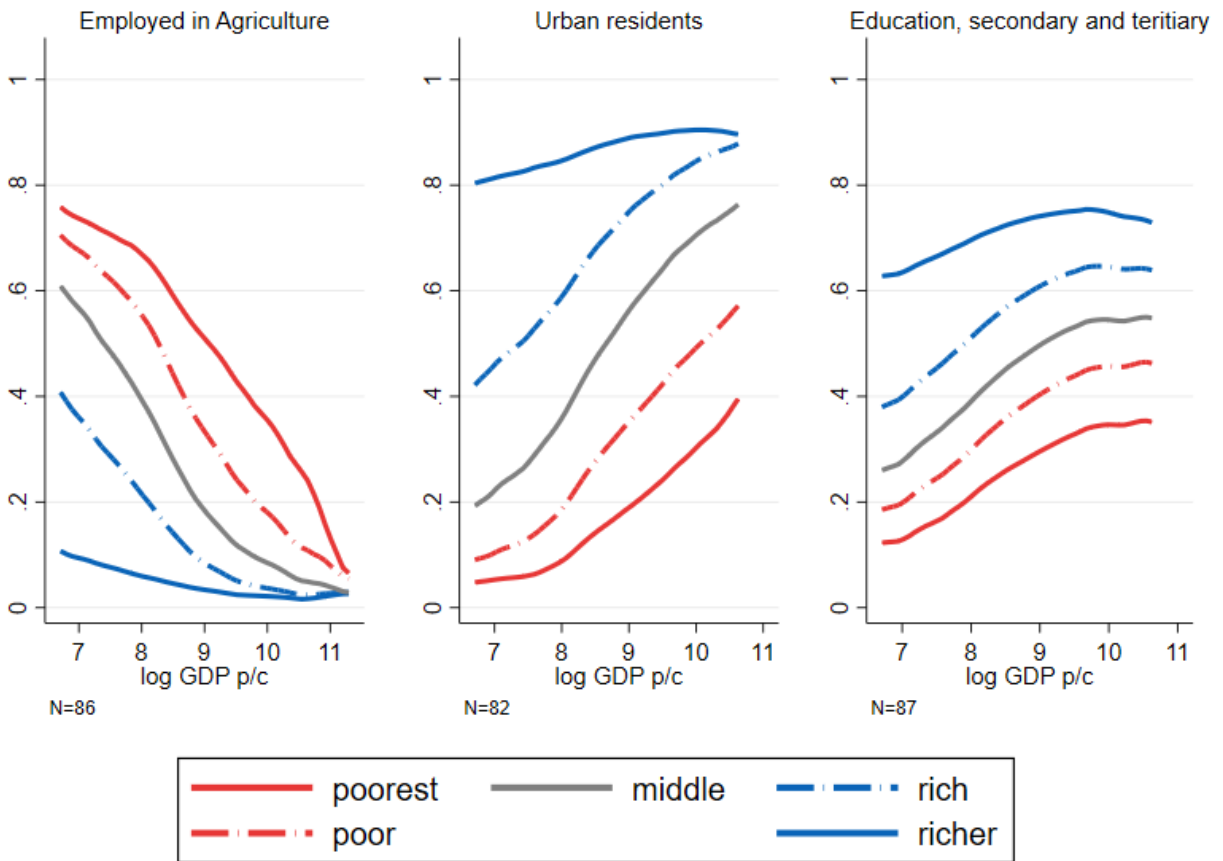 Employed in Agriculture
Urban residents
Education, secondary and teritiary
1
.8
.6
.4
.2
0
7 8 9 10 11
log GDP p/c
N=86
1
.8
.6
.4
.2
0
7 8 9 10 11
log GDP p/c
N=82
1
.8
.6
.4
.2
0
7 8 9 10 11
log GDP p/c
N=87
poorest middle rich
poor richer